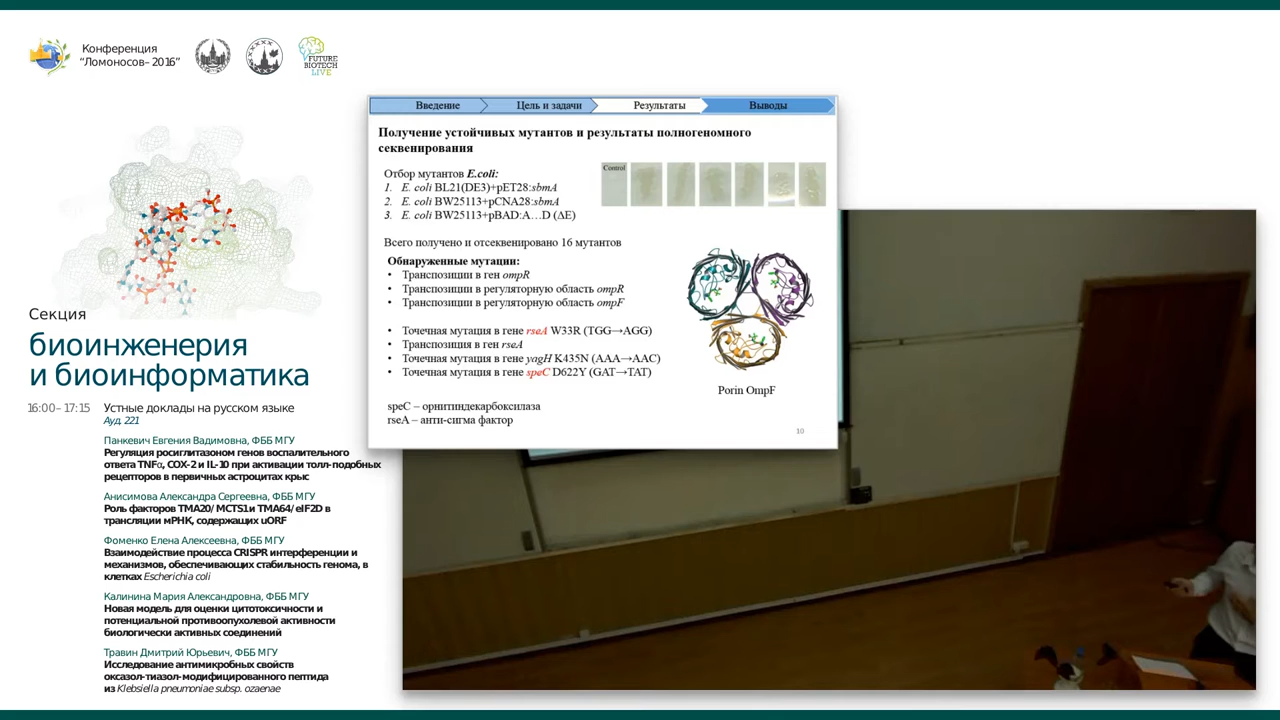 Конференция
“Ломоносов–2016”
FUTURE
BIOTECH
LIVE
Введение
Цель и задачи
Результаты
Выводы
Получение устойчивых мутантов и результаты полногеномного
секвенирования
Отбор мутантов E.coli:
1. E. coli BL21(DE3)+pET28:sbmA
2. E. coli BW25113+pCNA28:sbmA
3. E. coli BW25113+pBAD:A…D (ΔE)
Control
Всего получено и отсеквенировано 16 мутантов
Обнаруженные мутации:
• Транспозиции в ген ompR
• Транспозиции в регуляторную область ompR
• Транспозиции в регуляторную область ompF
• Точечная мутация в гене rseA W33R (TGG→AGG)
• Транспозиция в ген rseA
• Точечная мутация в гене yagH K435N (AAA→AAC)
• Точечная мутация в гене speC D622Y (GAT→TAT)
Porin OmpF
speC – орнитиндекарбоксилаза
rseA – анти-сигма фактор
10
Секция
биоинженерия
и биоинформатика
16:00–17:15 Устные доклады на русском языке
Ауд. 221
Панкевич Евгения Вадимовна, ФББ МГУ
Регуляция росиглитазоном генов воспалительного
ответа TNFα, COX-2 и IL-10 при активации толл-подобных
рецепторов в первичных астроцитах крыс
Анисимова Александра Сергеевна, ФББ МГУ
Роль факторов TMA20/MCTS1 и TMA64/eIF2D в
трансляции мРНК, содержащих uORF
Фоменко Елена Алексеевна, ФББ МГУ
Взаимодействие процесса CRISPR интерференции и
механизмов, обеспечивающих стабильность генома, в
клетках Escherichia coli
Калинина Мария Александровна, ФББ МГУ
Новая модель для оценки цитотоксичности и
потенциальной противоопухолевой активности
биологически активных соединений
Травин Дмитрий Юрьевич, ФББ МГУ
Исследование антимикробных свойств
оксазол-тиазол-модифицированного пептида
из Klebsiella pneumoniae subsp. ozaenae